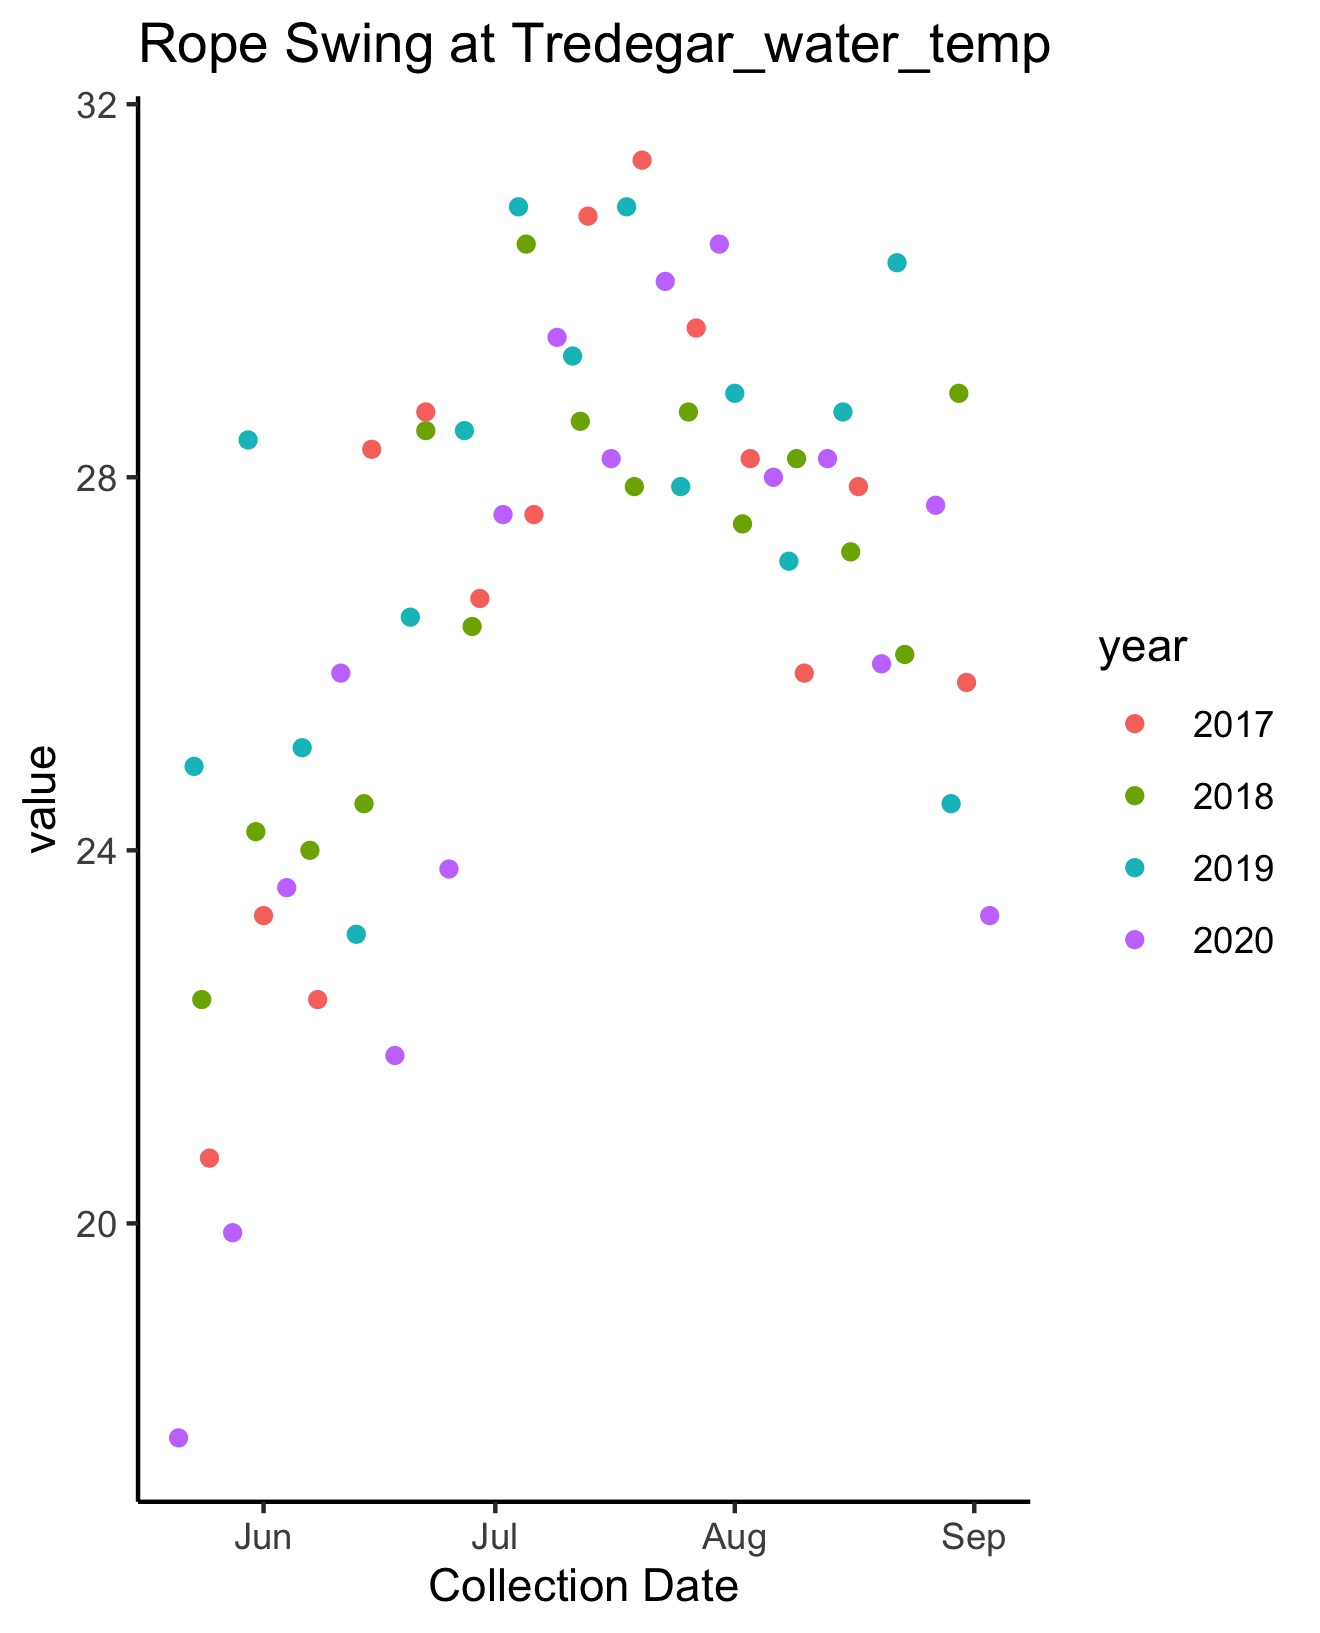 Rope Swing at Tredegar_water_temp
32
28
24
20
value
Jun Jul Aug Sep
Collection Date
year
2017
2018
2019
2020